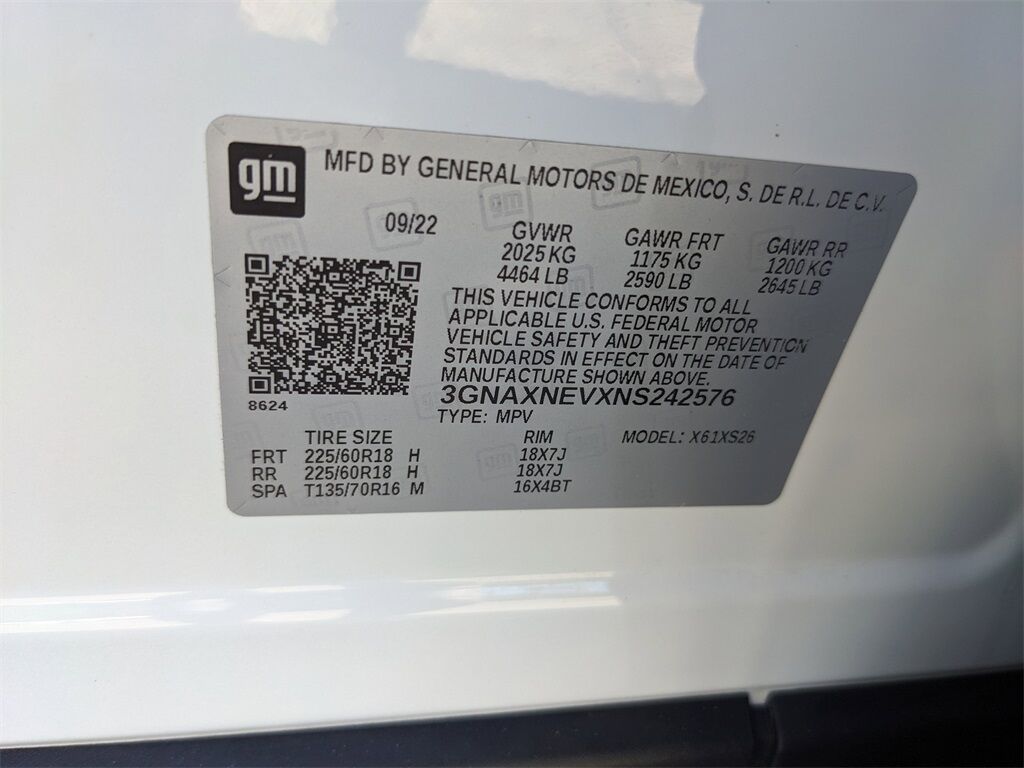 gm MFD BY GENERAL MOTORS DE MEXICO, S. DE R.L. DE C.V.
09/22 GVWR GAWR FRT GAWR RR
2025 KG 1175 KG 1200 KG
4464 LB 2590 LB 2645 LB
THIS VEHICLE CONFORMS TO ALL
APPLICABLE U.S. FEDERAL MOTOR
VEHICLE SAFETY AND THEFT PREVENTION
STANDARDS IN EFFECT ON THE DATE OF
MANUFACTURE SHOWN ABOVE.
8624 3GNAXNEVXNS242576
TYPE: MPV
TIRE SIZE RIM MODEL: X61XS26
FRT 225/60R18 H 18X7J
RR 225/60R18 H 18X7J
SPA T135/70R16 M 16X4BT